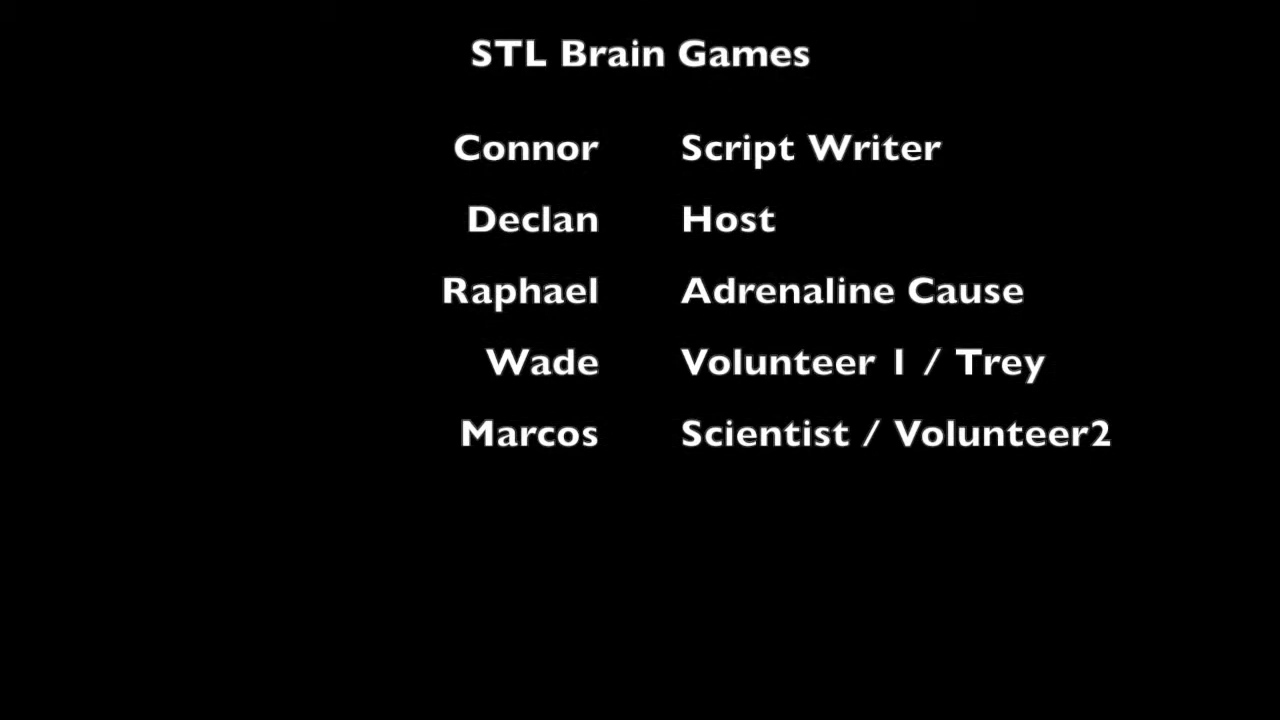 STL Brain Games
Connor Script Writer
Declan Host
Raphael Adrenaline Cause
Wade Volunteer 1 / Trey
Marcos Scientist / Volunteer2